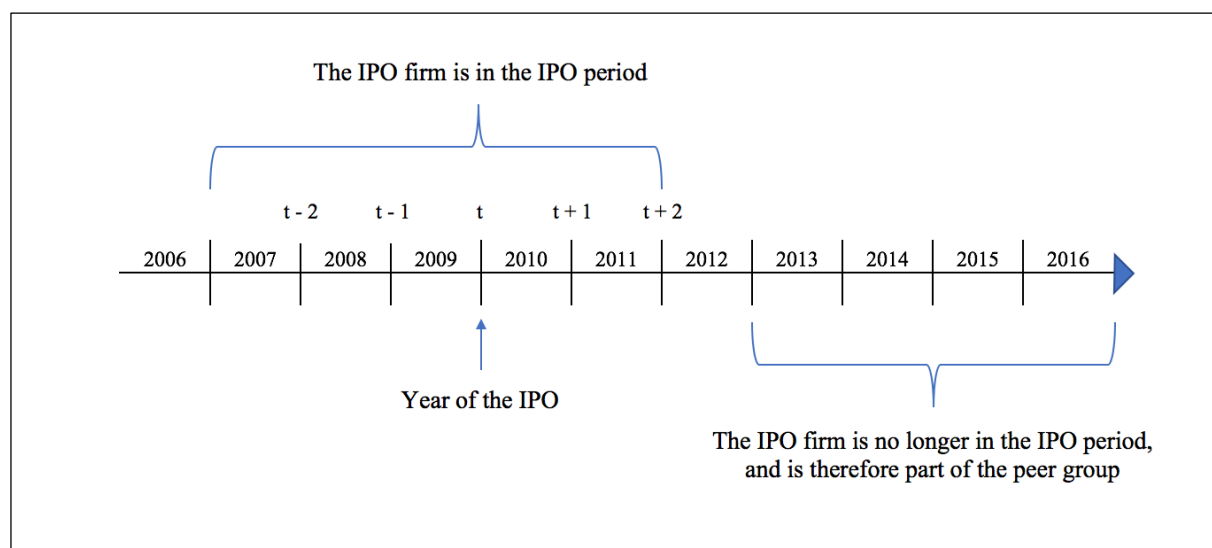 The IPO firm is in the IPO period
t - 2 t - 1 t t + 1 t + 2
2006 2007 2008 2009 2010 2011 2012 2013 2014 2015 2016
Year of the IPO
The IPO firm is no longer in the IPO period,
and is therefore part of the peer group